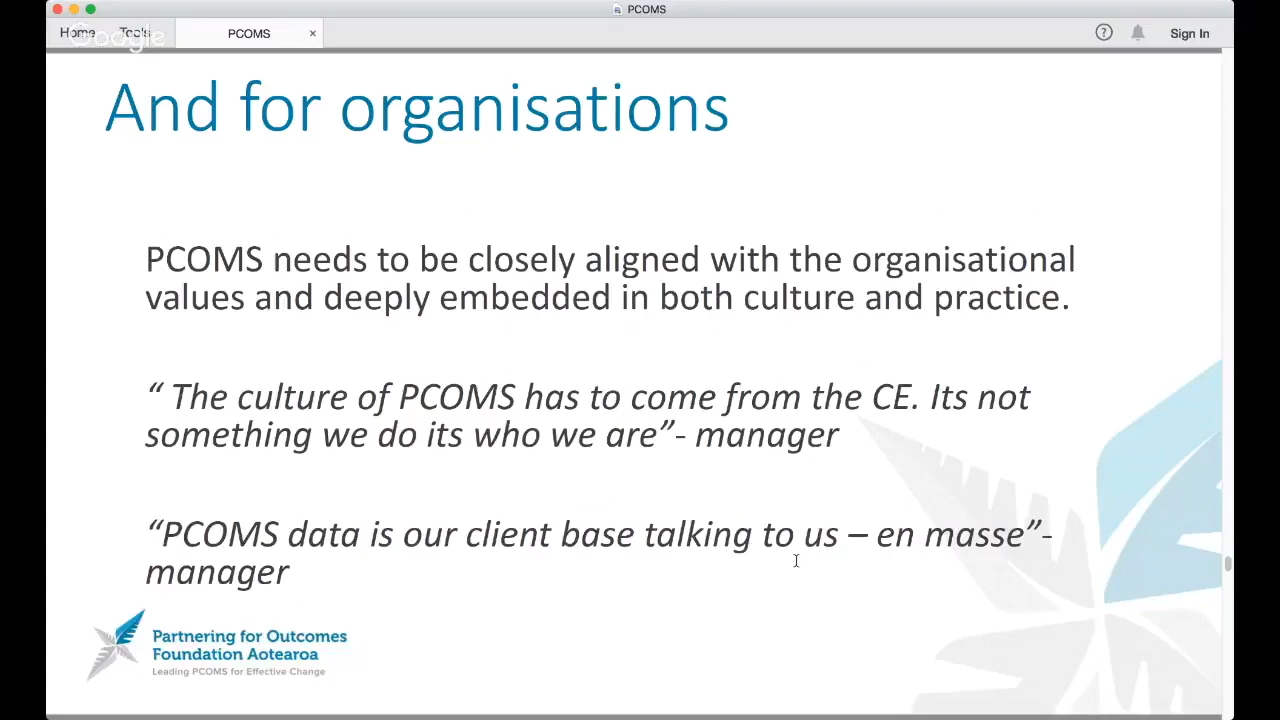 PCOMS
Home Tools PCOMS × ? Sign In
Google
And for organisations
PCOMS needs to be closely aligned with the organisational
values and deeply embedded in both culture and practice.
“ The culture of PCOMS has to come from the CE. Its not
something we do its who we are”- manager
“PCOMS data is our client base talking to us – en masse”-
manager
Partnering for Outcomes
Foundation Aotearoa
Leading PCOMS for Effective Change